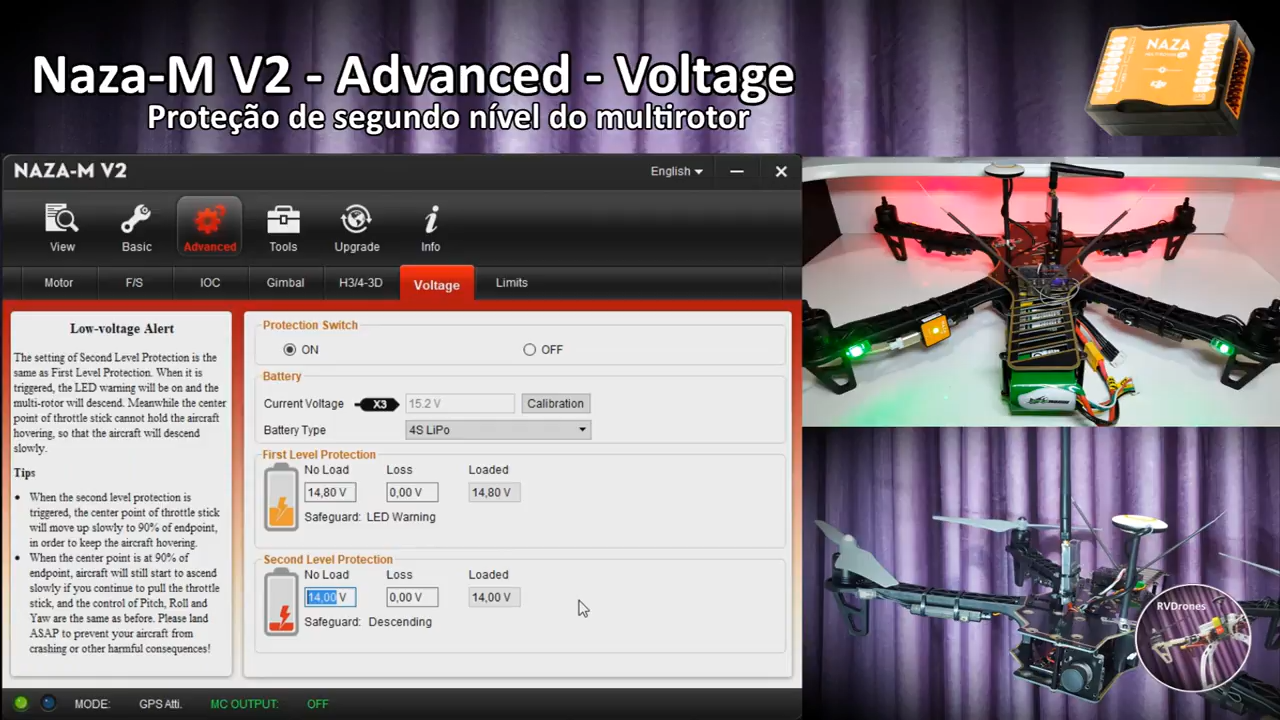 Naza-M V2 - Advanced - Voltage
Proteção de segundo nível do multirotor
NAZA
NAZA-M V2
English
View
Basic
Advanced
Tools
Upgrade
Info
Motor
F/S
IOC
Gimbal
H3/4-3D
Voltage
Limits
Low-voltage Alert
The setting of Second Level Protection is the
same as First Level Protection. When it is
triggered, the LED warning will be on and the
multi-rotor will descend. Meanwhile the center
point of throttle stick cannot hold the aircraft
hovering, so that the aircraft will descend
slowly.
Tips
When the second level protection is
triggered, the center point of throttle stick
will move up slowly to 90% of endpoint,
in order to keep the aircraft hovering.
When the center point is at 90% of
endpoint, aircraft will still start to ascend
slowly if you continue to pull the throttle
stick, and the control of Pitch, Roll and
Yaw are the same as before. Please land
ASAP to prevent your aircraft from
crashing or other harmful consequences!
Protection Switch
ON
OFF
Battery
Current Voltage
X3
15.2 V
Calibration
Battery Type
4S LiPo
First Level Protection
No Load
Loss
Loaded
14,80 V
0,00 V
14,80 V
Safeguard: LED Warning
Second Level Protection
No Load
Loss
Loaded
14,00 V
0,00 V
14,00 V
Safeguard: Descending
MODE:
GPS Atti.
MC OUTPUT:
OFF
RVDrones